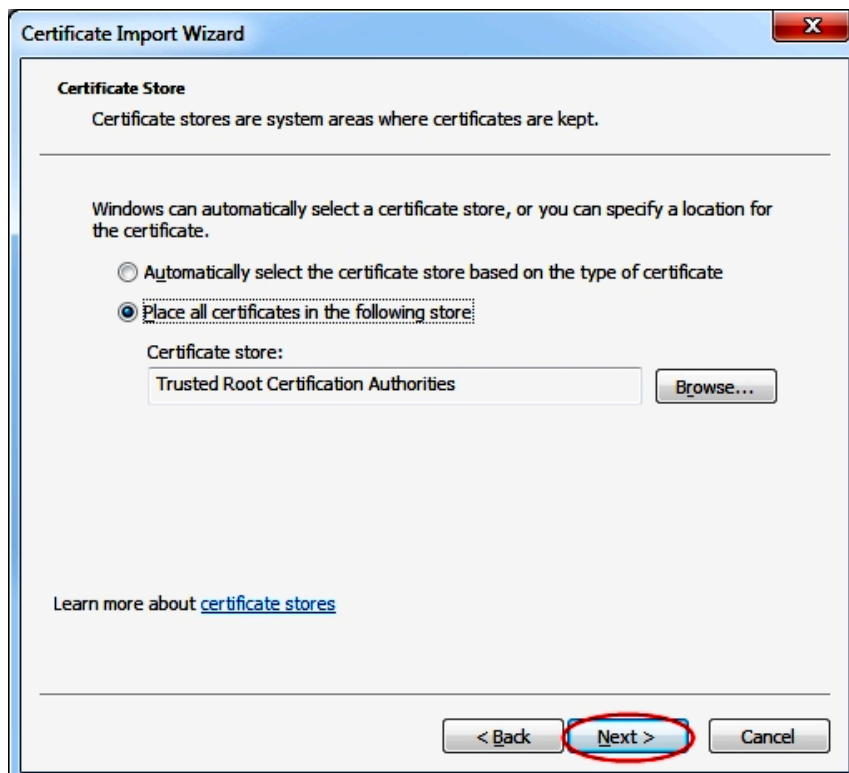 Certificate Import Wizard
X
Certificate Store
Certificate stores are system areas where certificates are kept.
Windows can automatically select a certificate store, or you can specify a location for
the certificate.
Automatically select the certificate store based on the type of certificate
Place all certificates in the following store
Certificate store:
Trusted Root Certification Authorities
Browse...
Learn more about certificate stores
< Back Next > Cancel